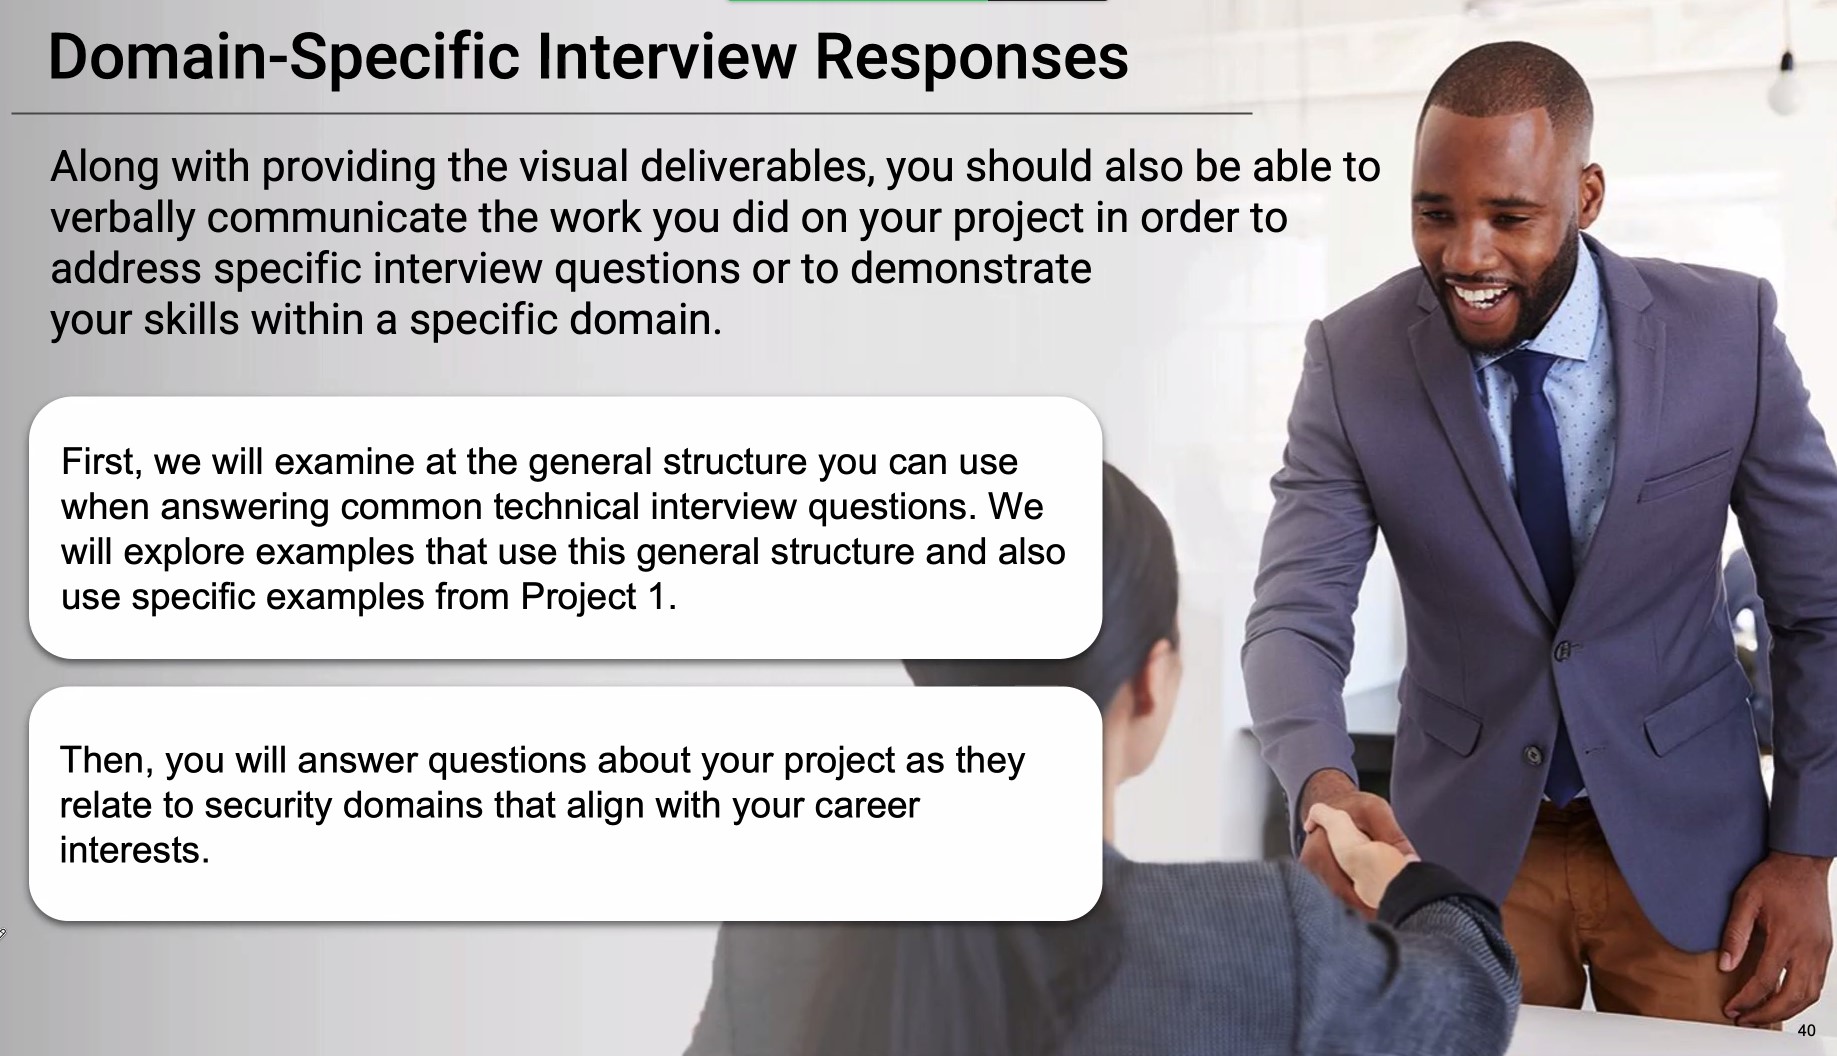 Domain-Specific Interview Responses
Along with providing the visual deliverables, you should also be able to
verbally communicate the work you did on your project in order to
address specific interview questions or to demonstrate
your skills within a specific domain.
First, we will examine at the general structure you can use
when answering common technical interview questions. We
will explore examples that use this general structure and also
use specific examples from Project 1.
Then, you will answer questions about your project as they
relate to security domains that align with your career
interests.
40